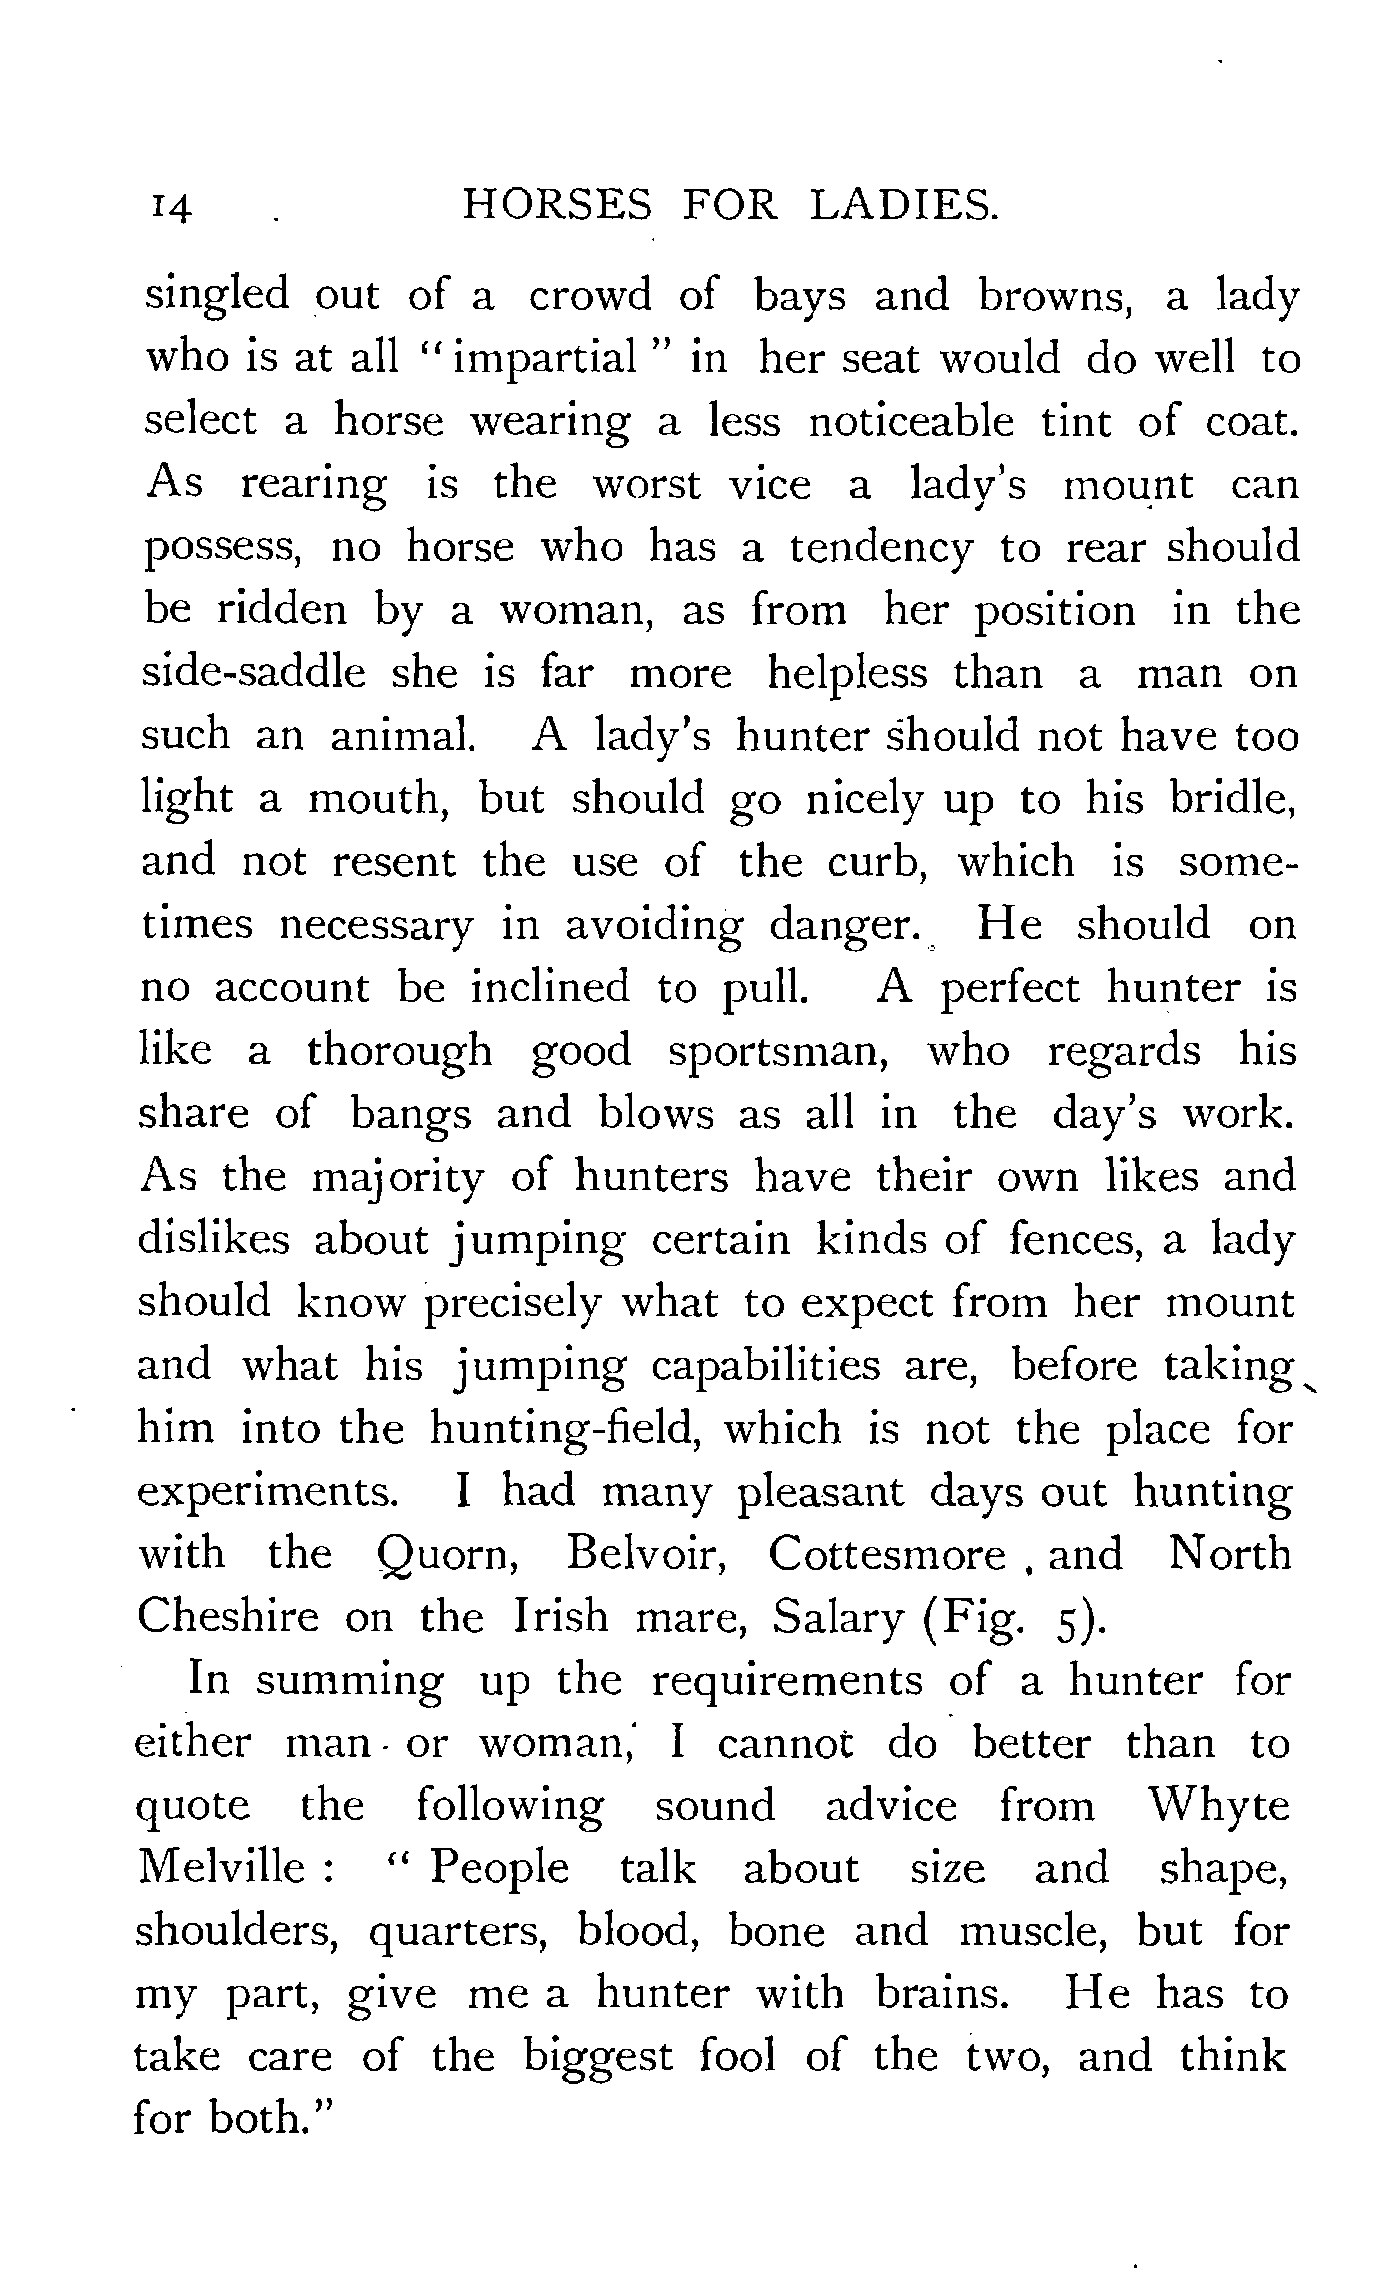 14 HORSES FOR LADIES.
singled out of a crowd of bays and browns, a lady
who is at all " impartial " in her seat would do well to
select a horse wearing a less noticeable tint of coat.
As rearing is the worst vice a lady's mount can
possess, no horse who has a tendency to rear should
be ridden by a woman, as from her position in the
side-saddle she is far more helpless than a man on
such an animal. A lady's hunter should not have too
light a mouth, but should go nicely up to his bridle,
and not resent the use of the curb, which is some-
times necessary in avoiding danger. He should on
no account be inclined to pull. A perfect hunter is
like a thorough good sportsman, who regards his
share of bangs and blows as all in the day's work.
As the majority of hunters have their own likes and
dislikes about jumping certain kinds of fences, a lady
should know precisely what to expect from her mount
and what his jumping capabilities are, before taking
him into the hunting-field, which is not the place for
experiments. I had many pleasant days out hunting
with the Quorn, Belvoir, Cottesmore and North
Cheshire on the Irish mare, Salary (Fig. 5).
In summing up the requirements of a hunter for
either man or woman, I cannot do better than to
quote the following sound advice from Whyte
Melville : " People talk about size and shape,
shoulders, quarters, blood, bone and muscle, but for
my part, give me a hunter with brains. He has to
take care of the biggest fool of the two, and think
for both."